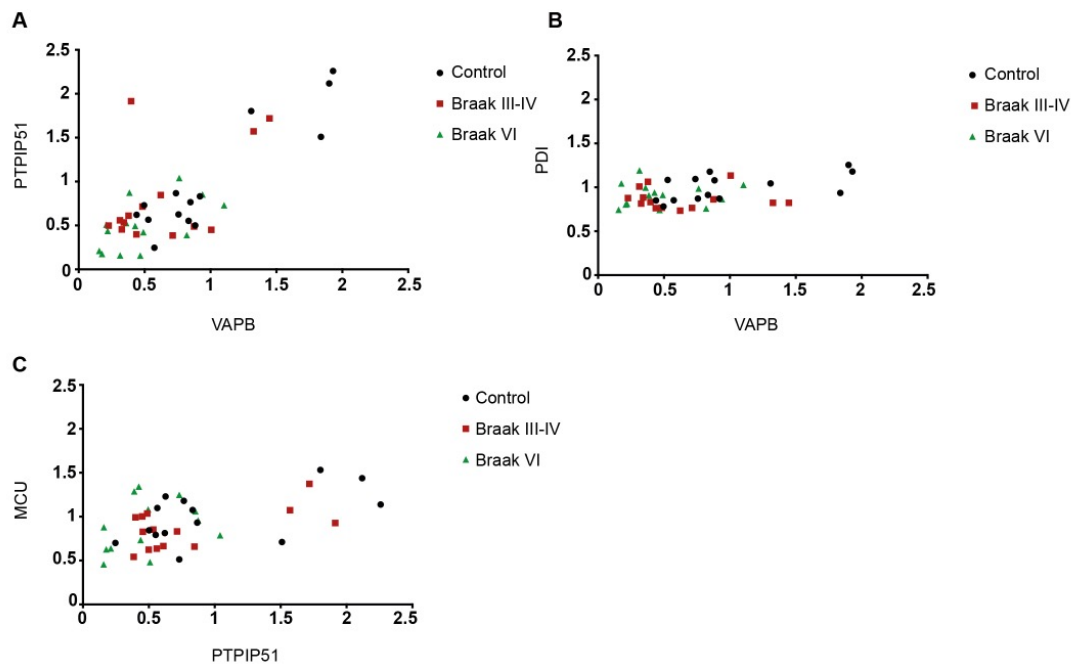 A
PTPIP51
2.5
2
1.5
1
0.5
0
0 0.5 1 1.5 2 2.5
VAPB
Control
Braak III-IV
Braak VI
B
PDI
2.5
2
1.5
1
0.5
0
0 0.5 1 1.5 2 2.5
VAPB
Control
Braak III-IV
Braak VI
C
MCU
2.5
2
1.5
1
0.5
0
0 0.5 1 1.5 2 2.5
PTPIP51
Control
Braak III-IV
Braak VI